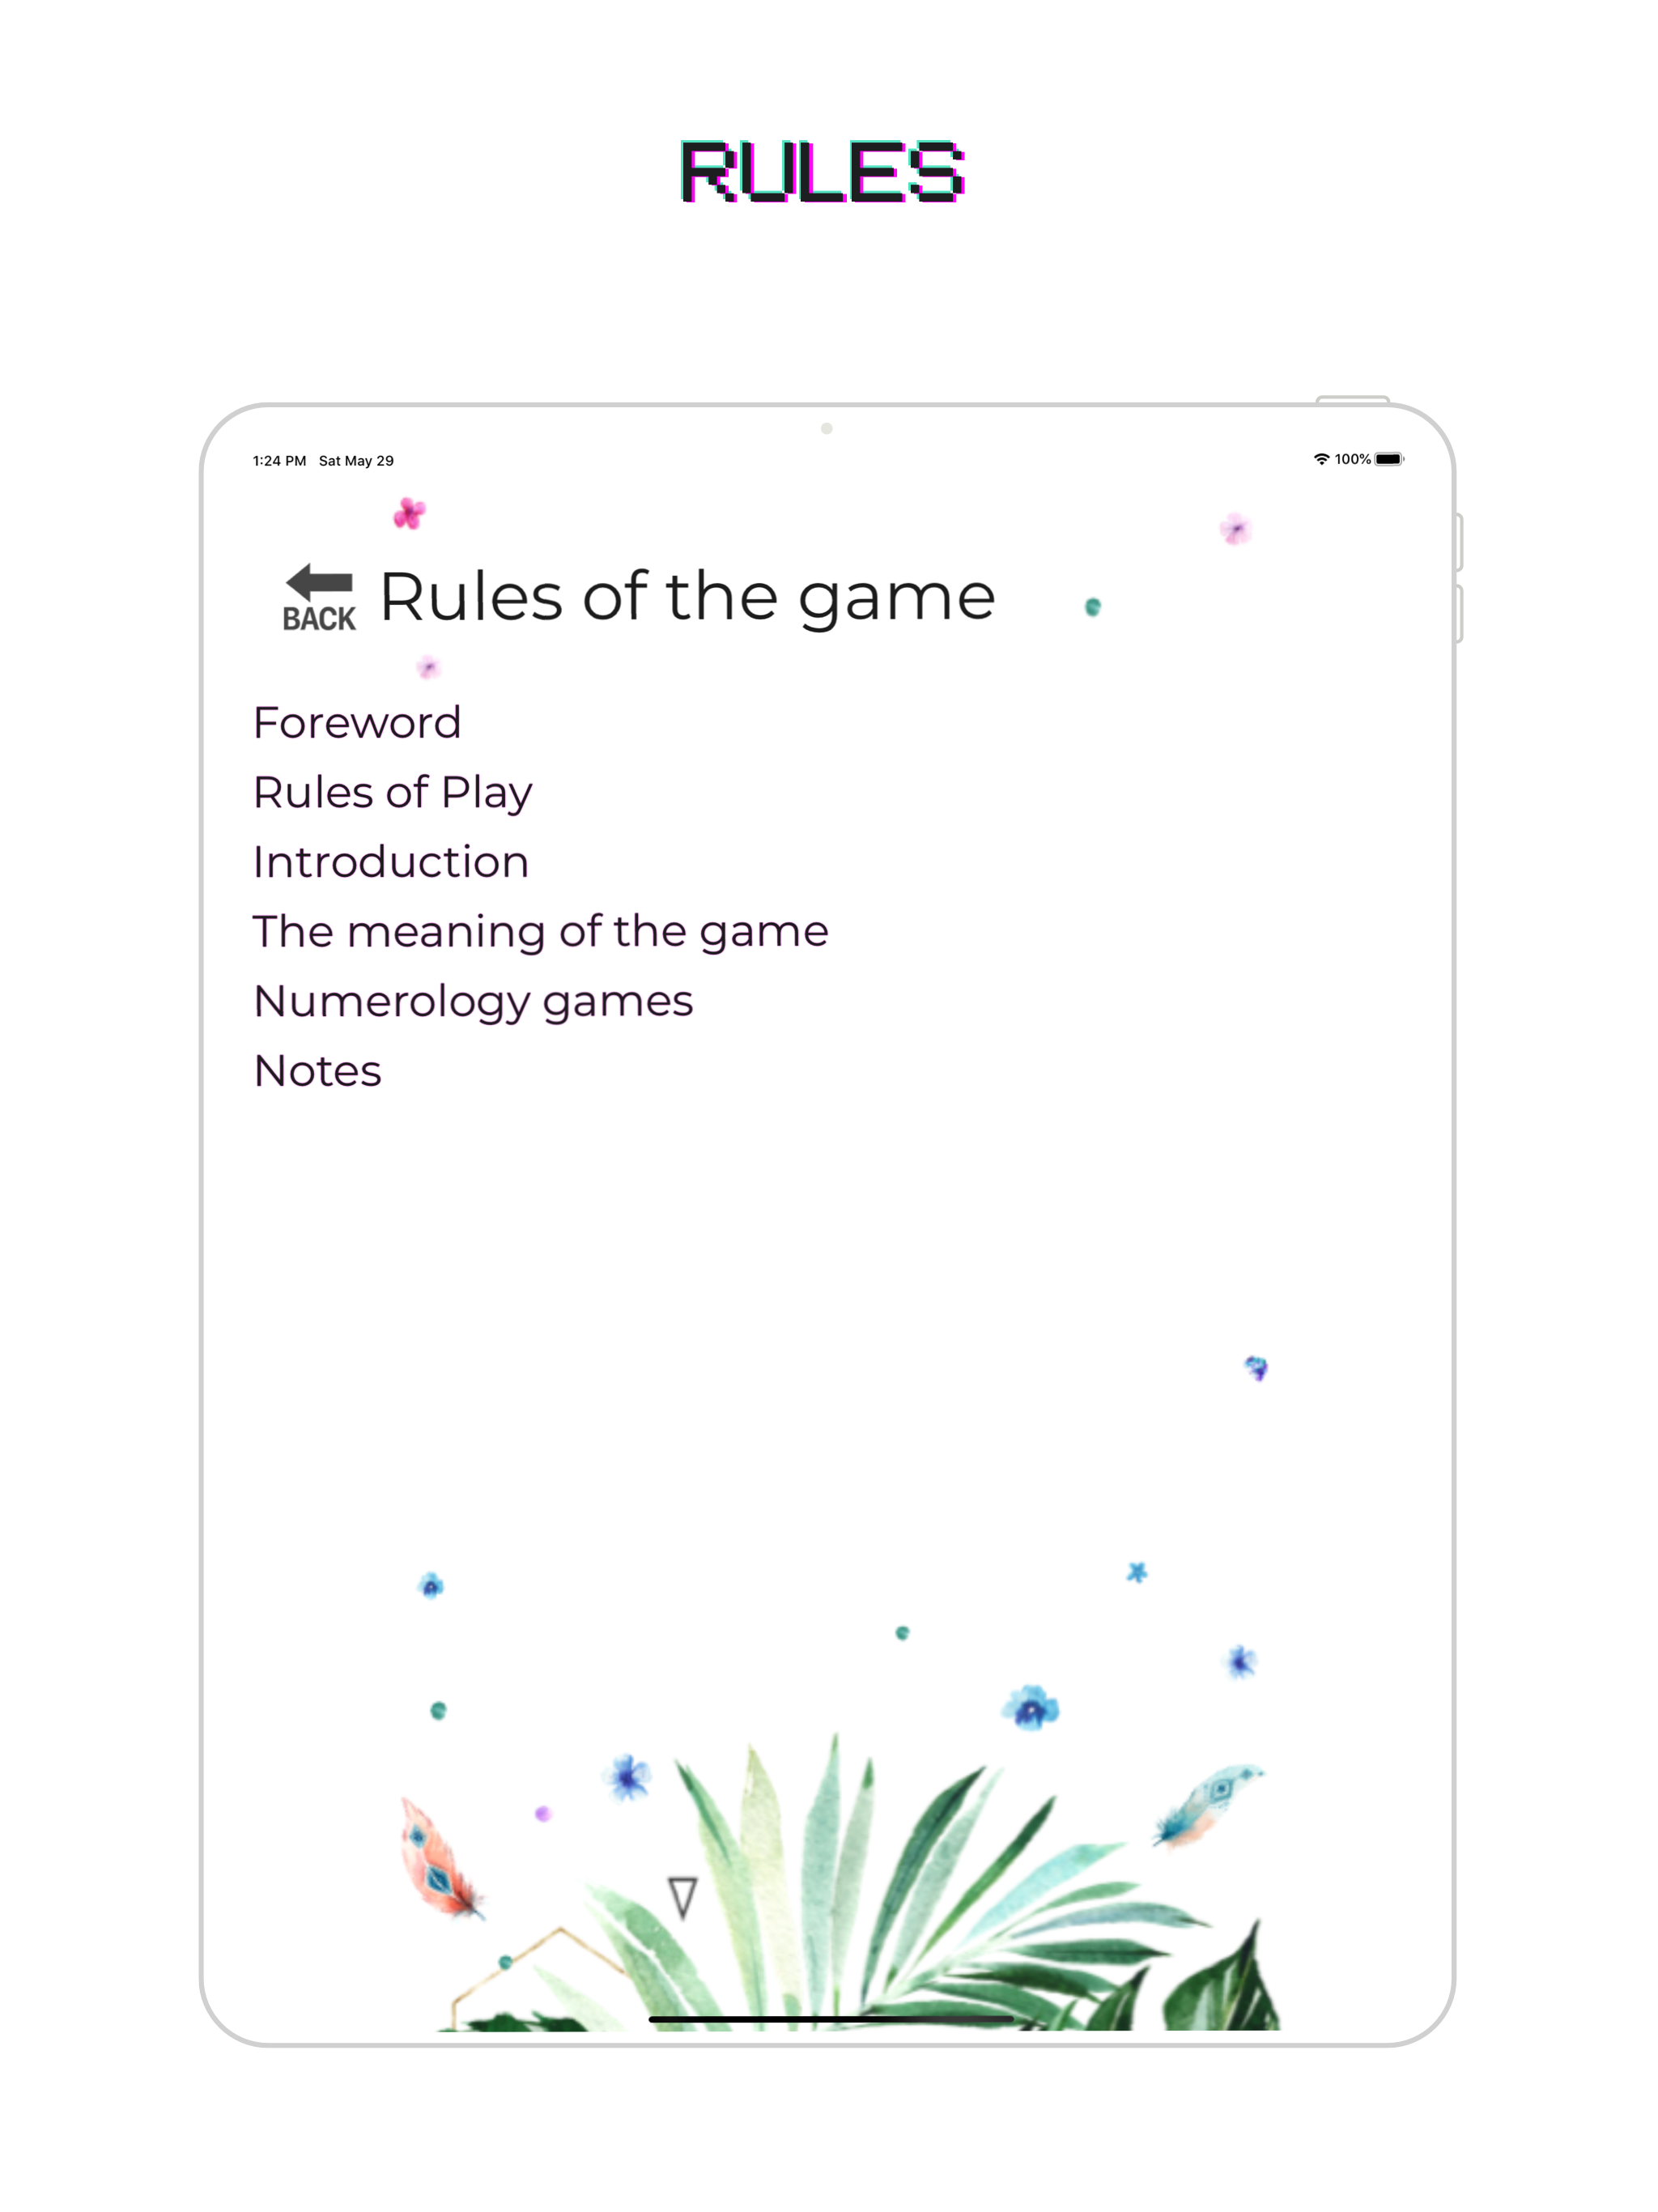 RULES
1:24 PM Sat May 29
100%
BACK
Rules of the game
Foreword
Rules of Play
Introduction
The meaning of the game
Numerology games
Notes